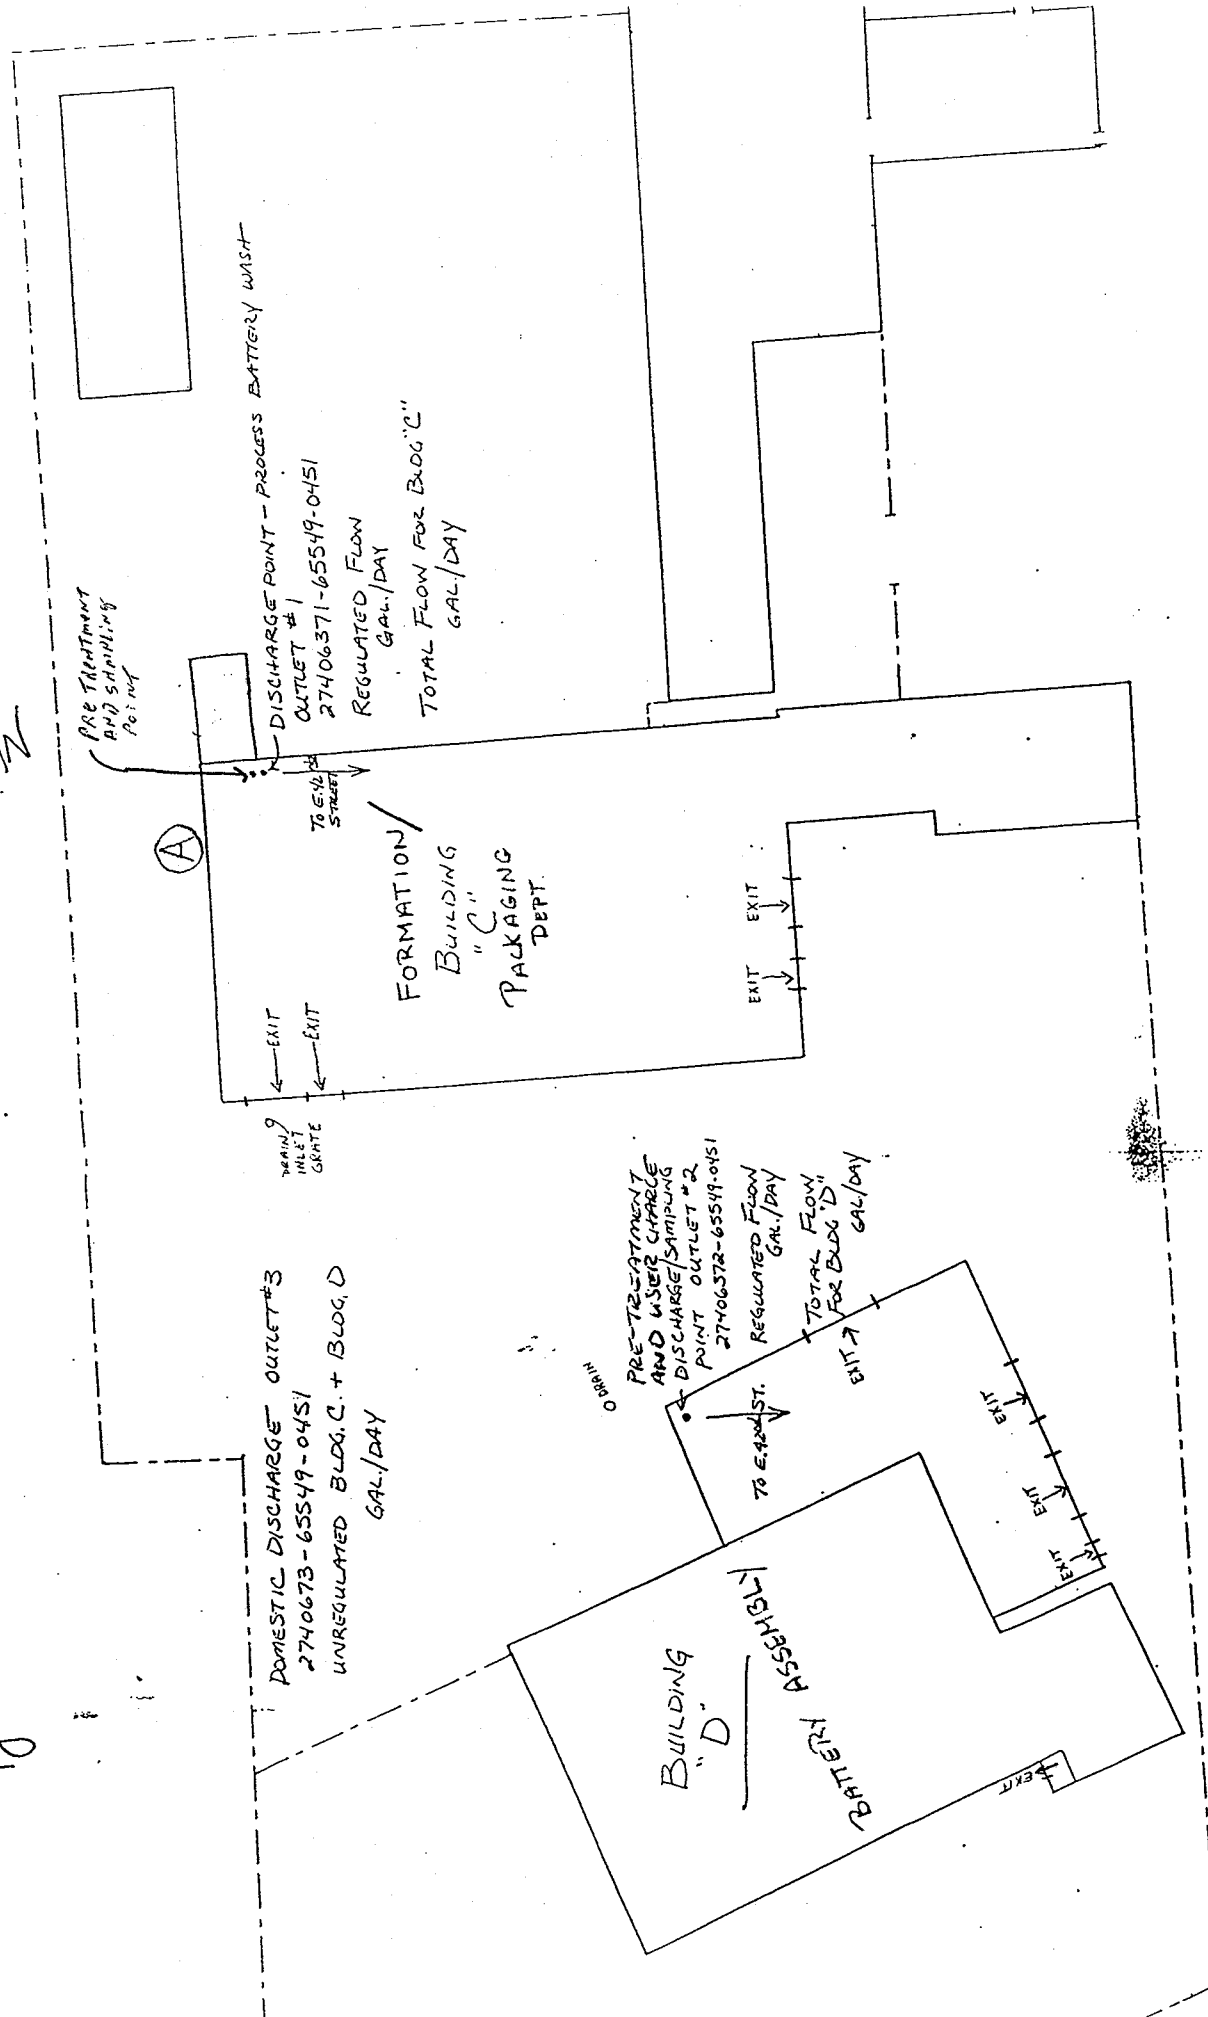 PRE TREATMENT
AND SAMPLING
POINT
A
DISCHARGE POINT - PROCESS BATTERY WASH
OUTLET #1
27406371-65549-0451
REGULATED FLOW
GAL./DAY
TOTAL FLOW FOR BLDG "C"
GAL./DAY
TO E.42nd
STREET
FORMATION/
BUILDING
"C"
PACKAGING
DEPT.
EXIT
EXIT
EXIT
EXIT
DRAIN
INLET
GRATE
DOMESTIC DISCHARGE OUTLET #3
2740673-65549-0451
UNREGULATED BLDG. C. + BLDG. D
GAL./DAY
DRAIN
PRE-TREATMENT
AND USER CHARGE
DISCHARGE/SAMPLING
POINT OUTLET #2
27406372-65549-0451
REGULATED FLOW
GAL./DAY
TOTAL FLOW
FOR BLDG "D"
GAL/DAY
TO E.42nd ST.
EXIT
EXIT
EXIT
EXIT
BUILDING
"D"
BATTERY ASSEMBLY
EXIT